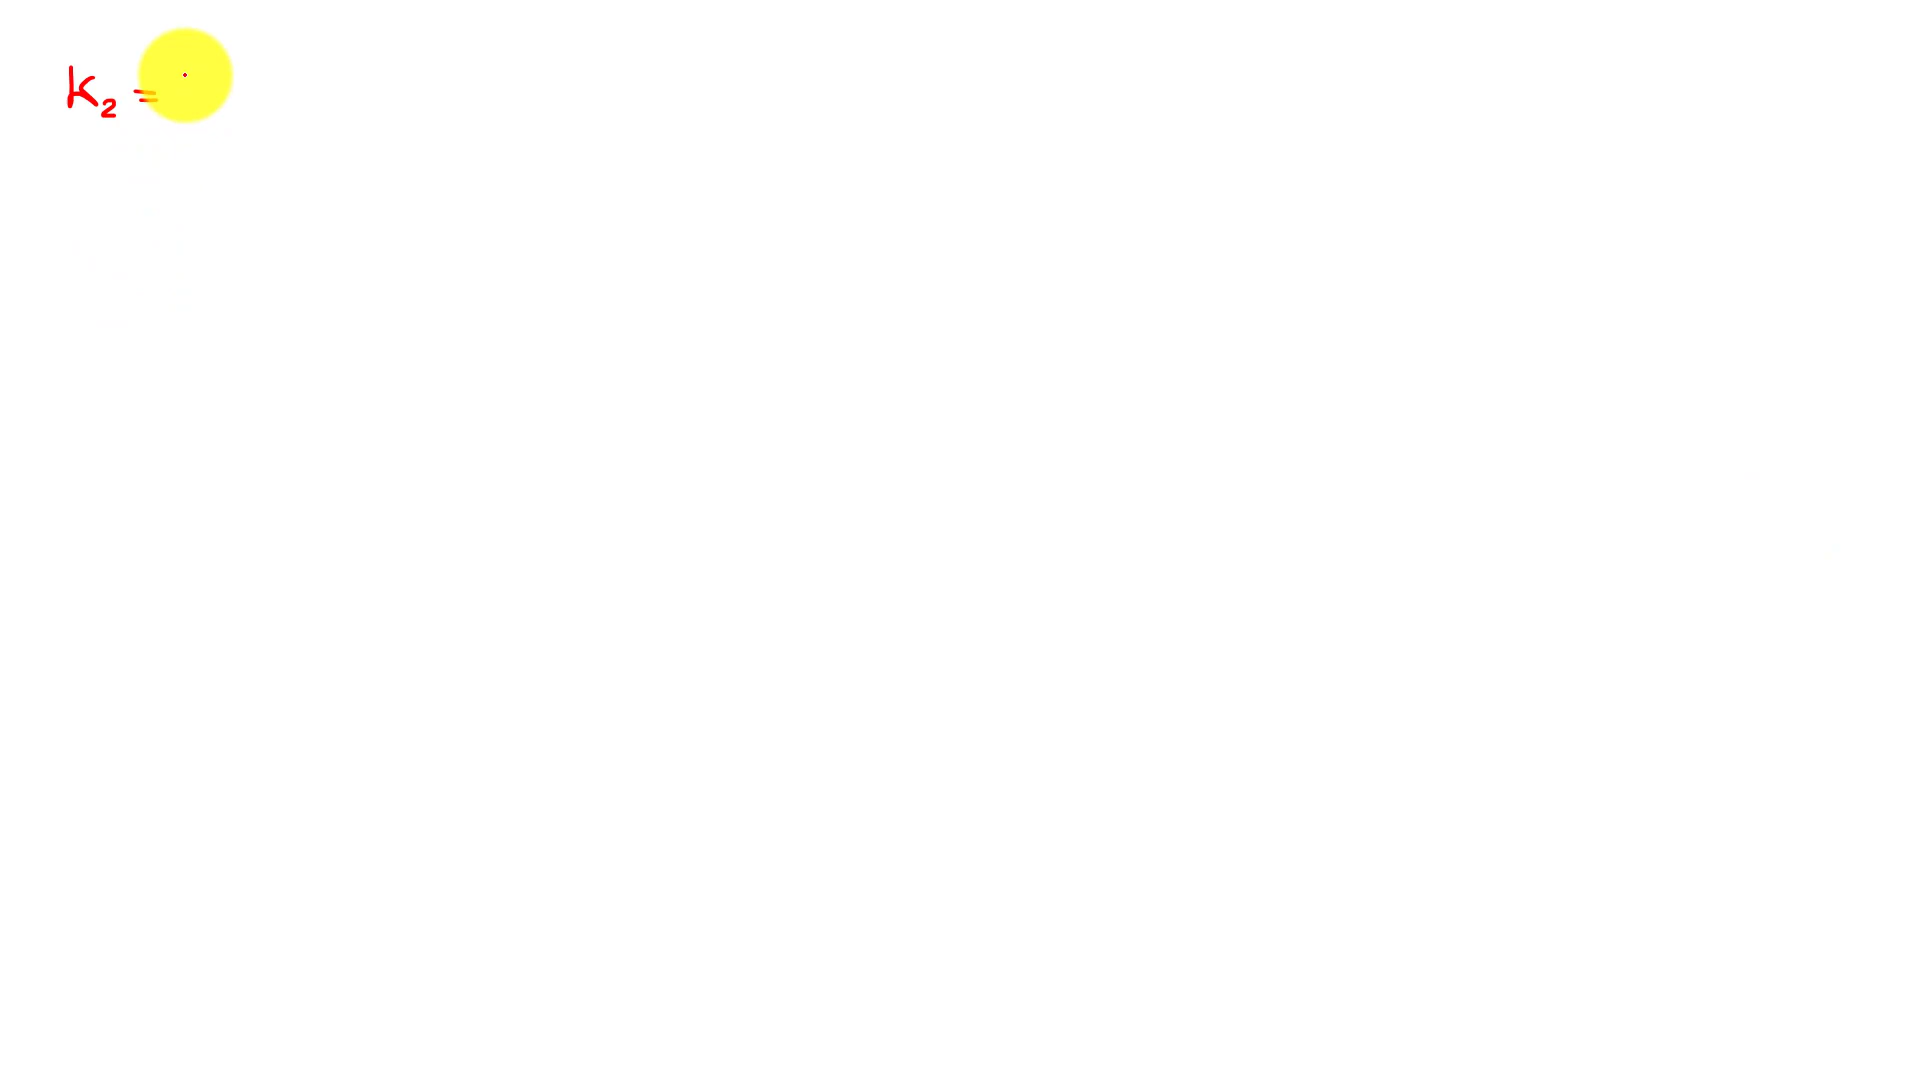 K₂ =